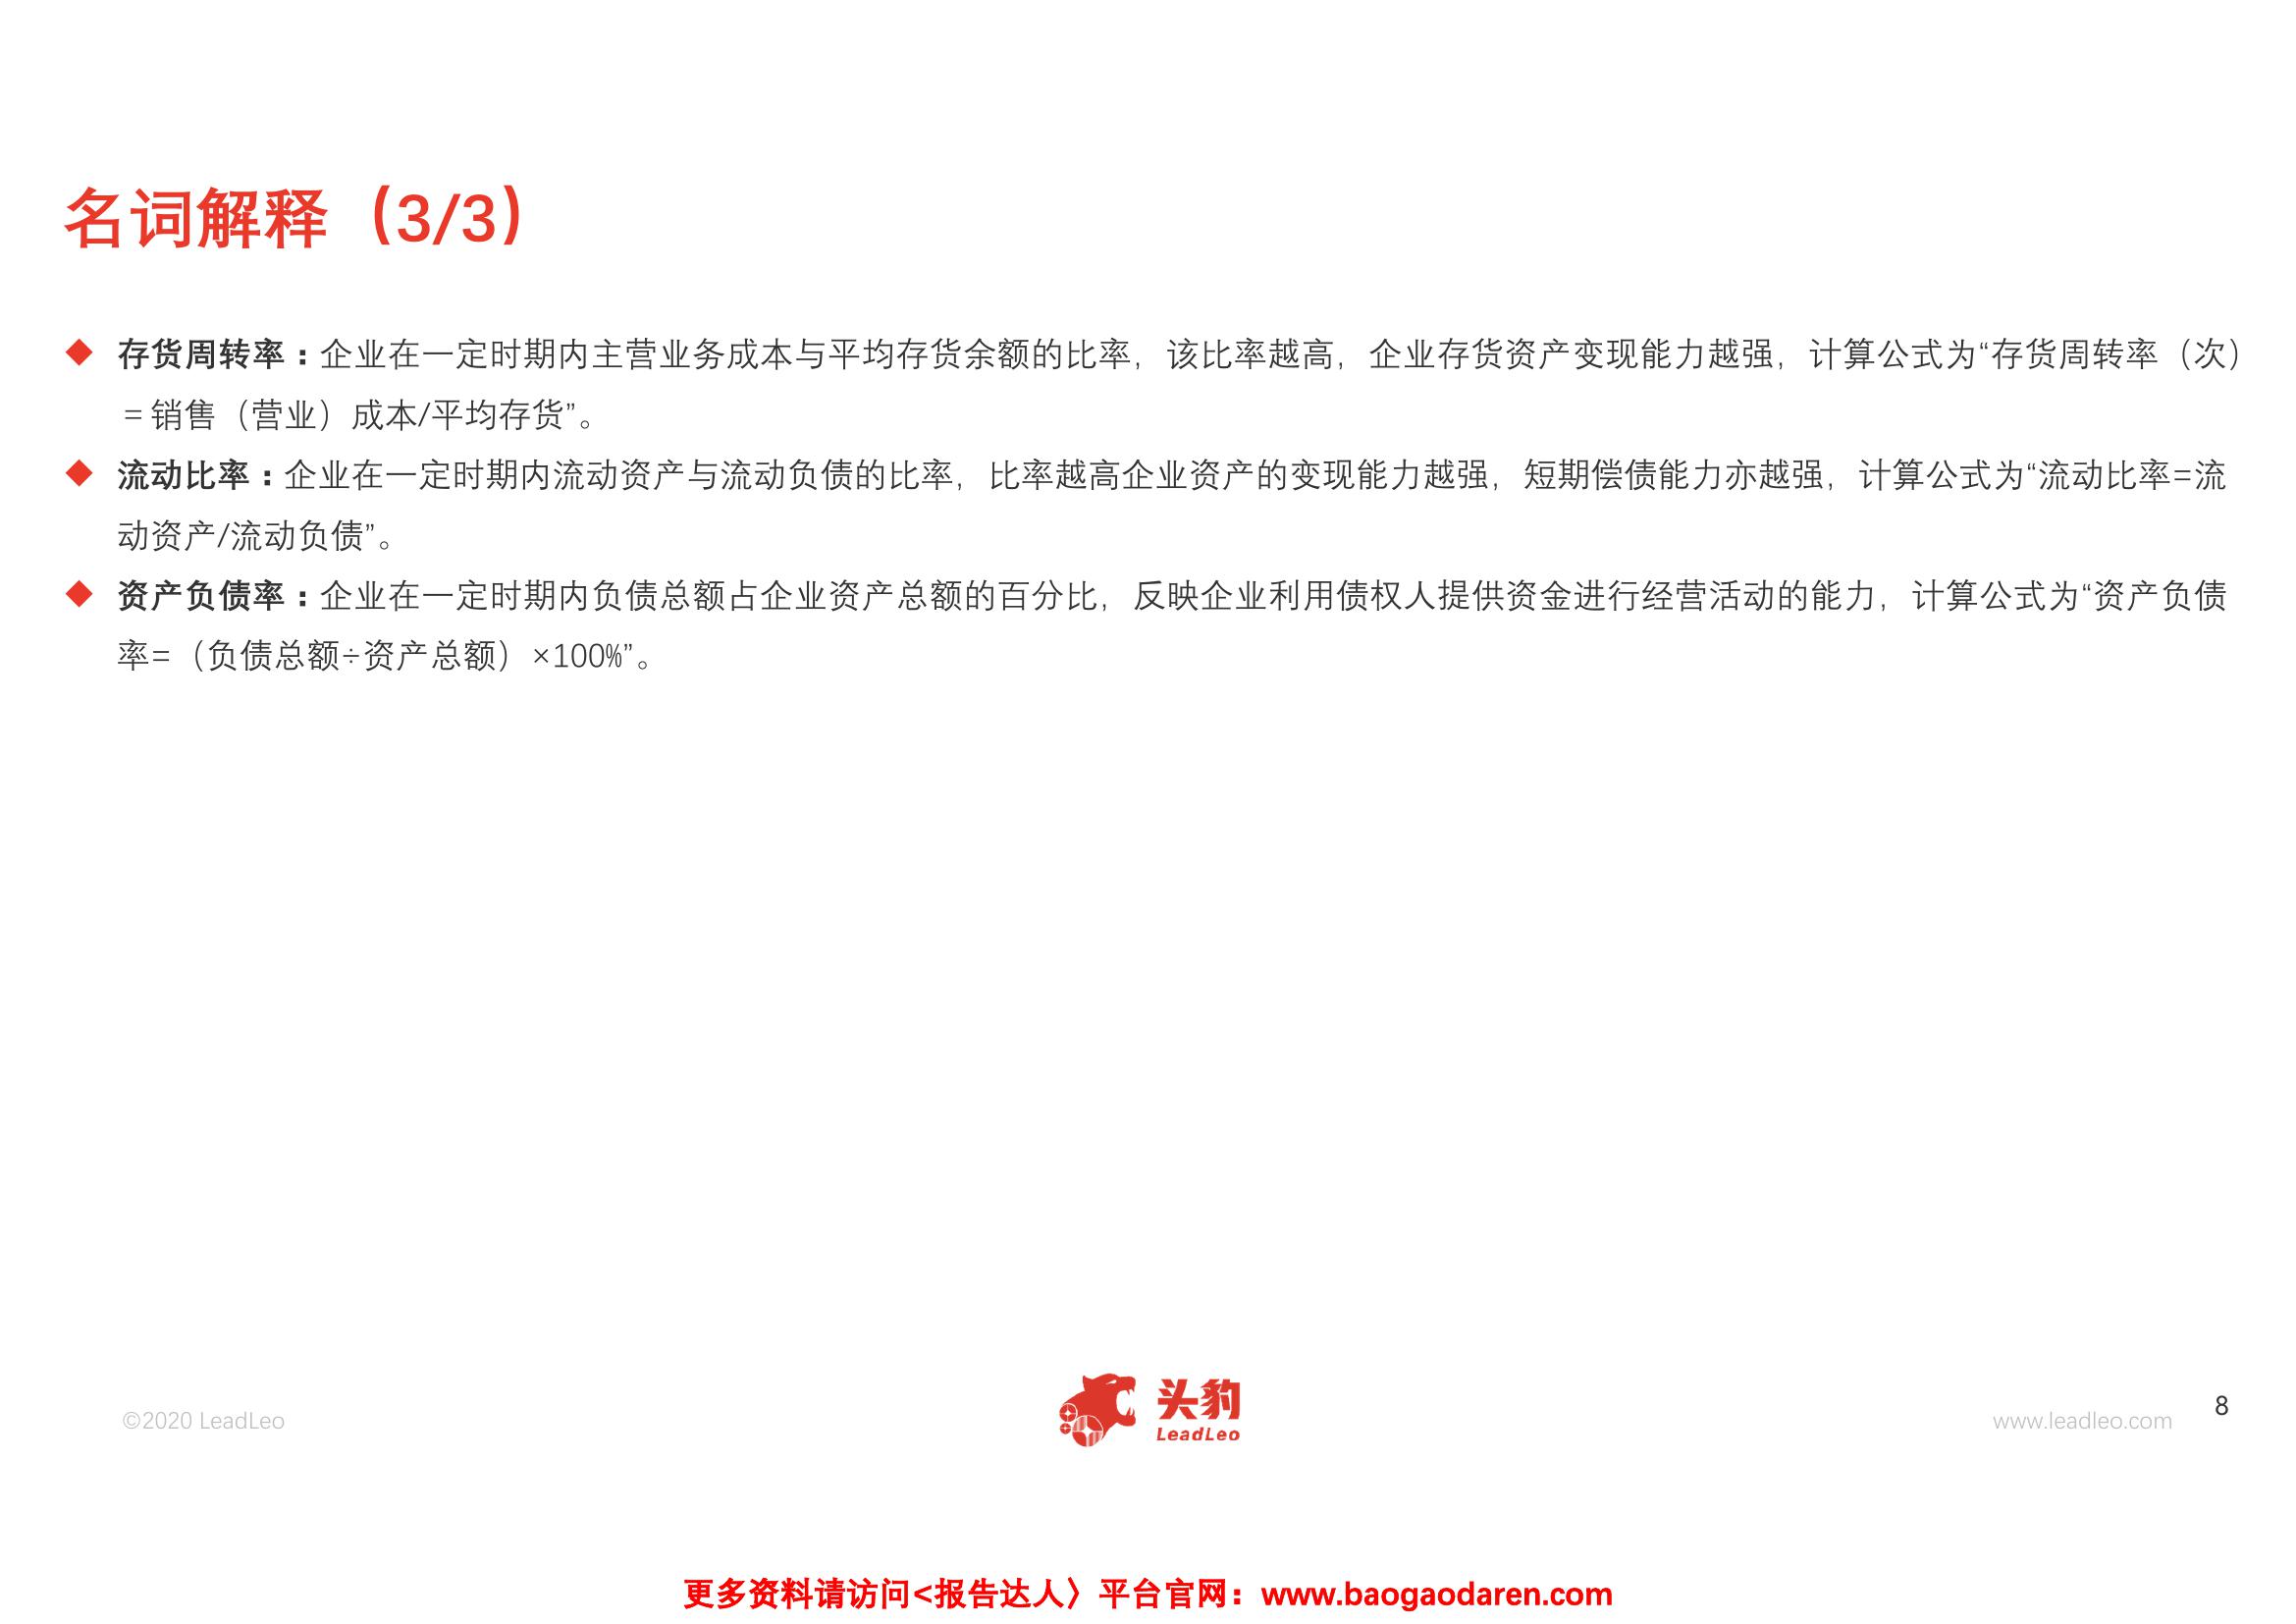 名词解释（3/3）
◆ 存货周转率：企业在一定时期内主营业务成本与平均存货余额的比率，该比率越高，企业存货资产变现能力越强，计算公式为“存货周转率（次）
＝销售（营业）成本/平均存货”。
◆ 流动比率：企业在一定时期内流动资产与流动负债的比率，比率越高企业资产的变现能力越强，短期偿债能力亦越强，计算公式为“流动比率=流
动资产/流动负债”。
◆ 资产负债率：企业在一定时期内负债总额占企业资产总额的百分比，反映企业利用债权人提供资金进行经营活动的能力，计算公式为“资产负债
率=（负债总额÷资产总额）×100%”。
©2020 LeadLeo
头豹
LeadLeo
www.leadleo.com
8
更多资料请访问<报告达人〉平台官网：www.baogaodaren.com